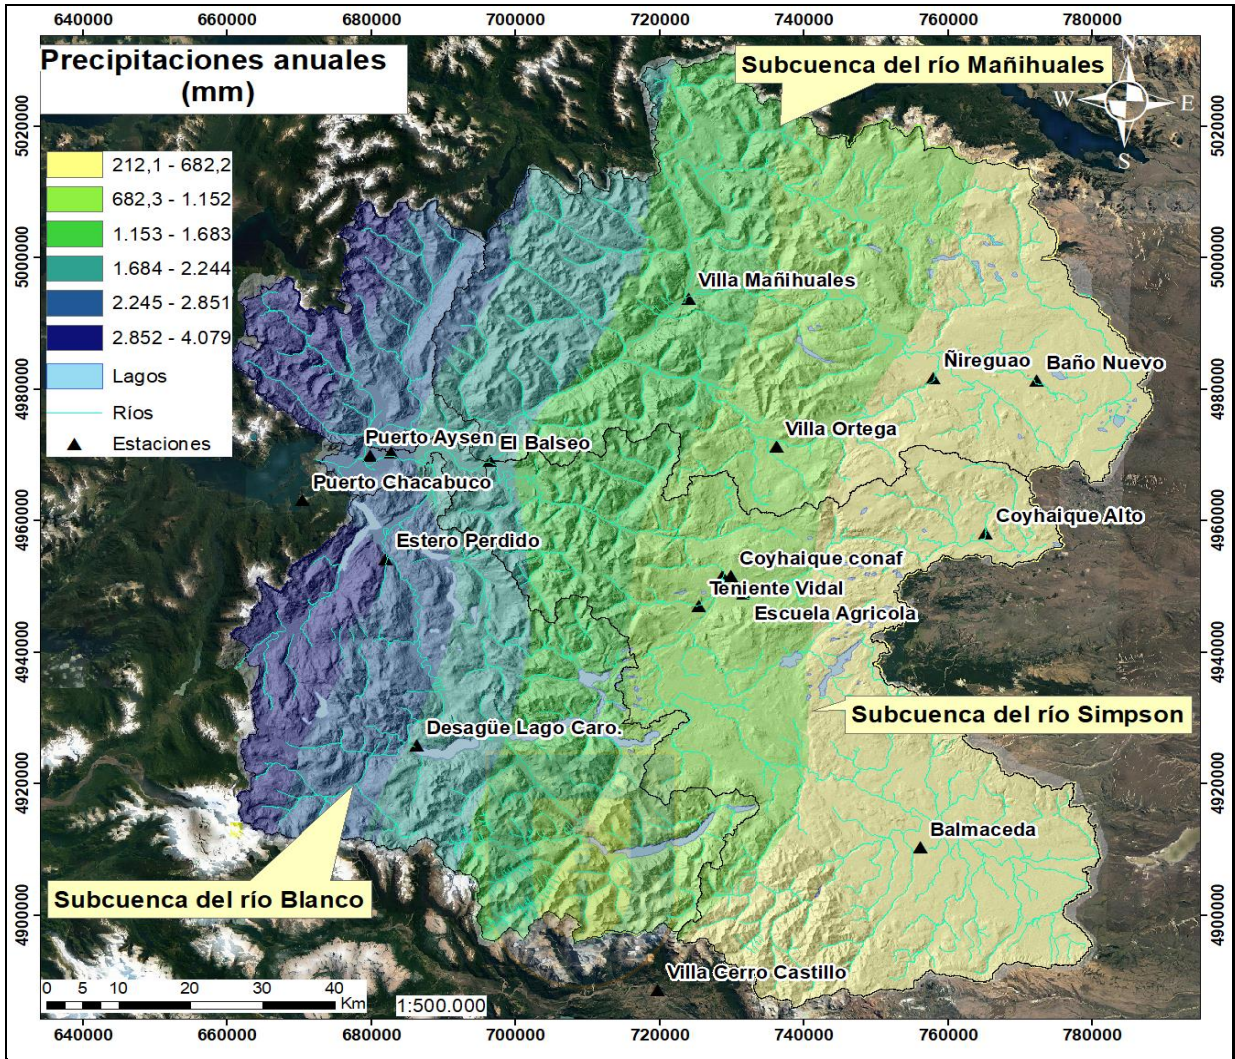 640000 660000 680000 700000 720000 740000 760000 780000
Precipitaciones anuales
(mm)
212,1 - 682,2
682,3 - 1.152
1.153 - 1.683
1.684 - 2.244
2.245 - 2.851
2.852 - 4.079
Lagos
Ríos
Estaciones
Subcuenca del río Mañihuales
N
W E
S
5020000 5020000
5000000 5000000
4980000 4980000
4960000 4960000
4940000 4940000
4920000 4920000
4900000 4900000
Villa Mañihuales
Ñireguao
Baño Nuevo
Villa Ortega
Puerto Aysen
El Balseo
Puerto Chacabuco
Coyhaique Alto
Estero Perdido
Coyhaique conaf
Teniente Vidal
Escuela Agricola
Subcuenca del río Simpson
Desagüe Lago Caro.
Balmaceda
Subcuenca del río Blanco
Villa Cerro Castillo
0 5 10 20 30 40
Km
1:500.000
640000 660000 680000 700000 720000 740000 760000 780000